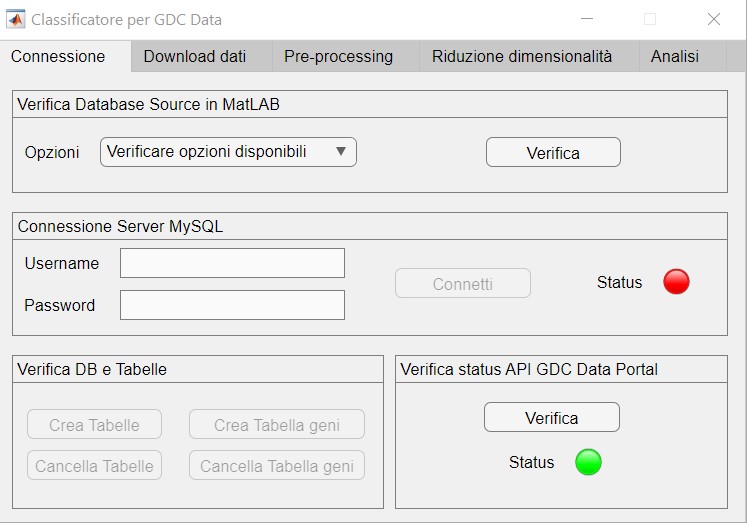 Classificatore per GDC Data
Connessione Download dati Pre-processing Riduzione dimensionalità Analisi
Verifica Database Source in MatLAB
Opzioni Verificare opzioni disponibili Verifica
Connessione Server MySQL
Username
Connetti Status
Password
Verifica DB e Tabelle
Crea Tabelle Crea Tabella geni
Cancella Tabelle Cancella Tabella geni
Verifica status API GDC Data Portal
Verifica
Status